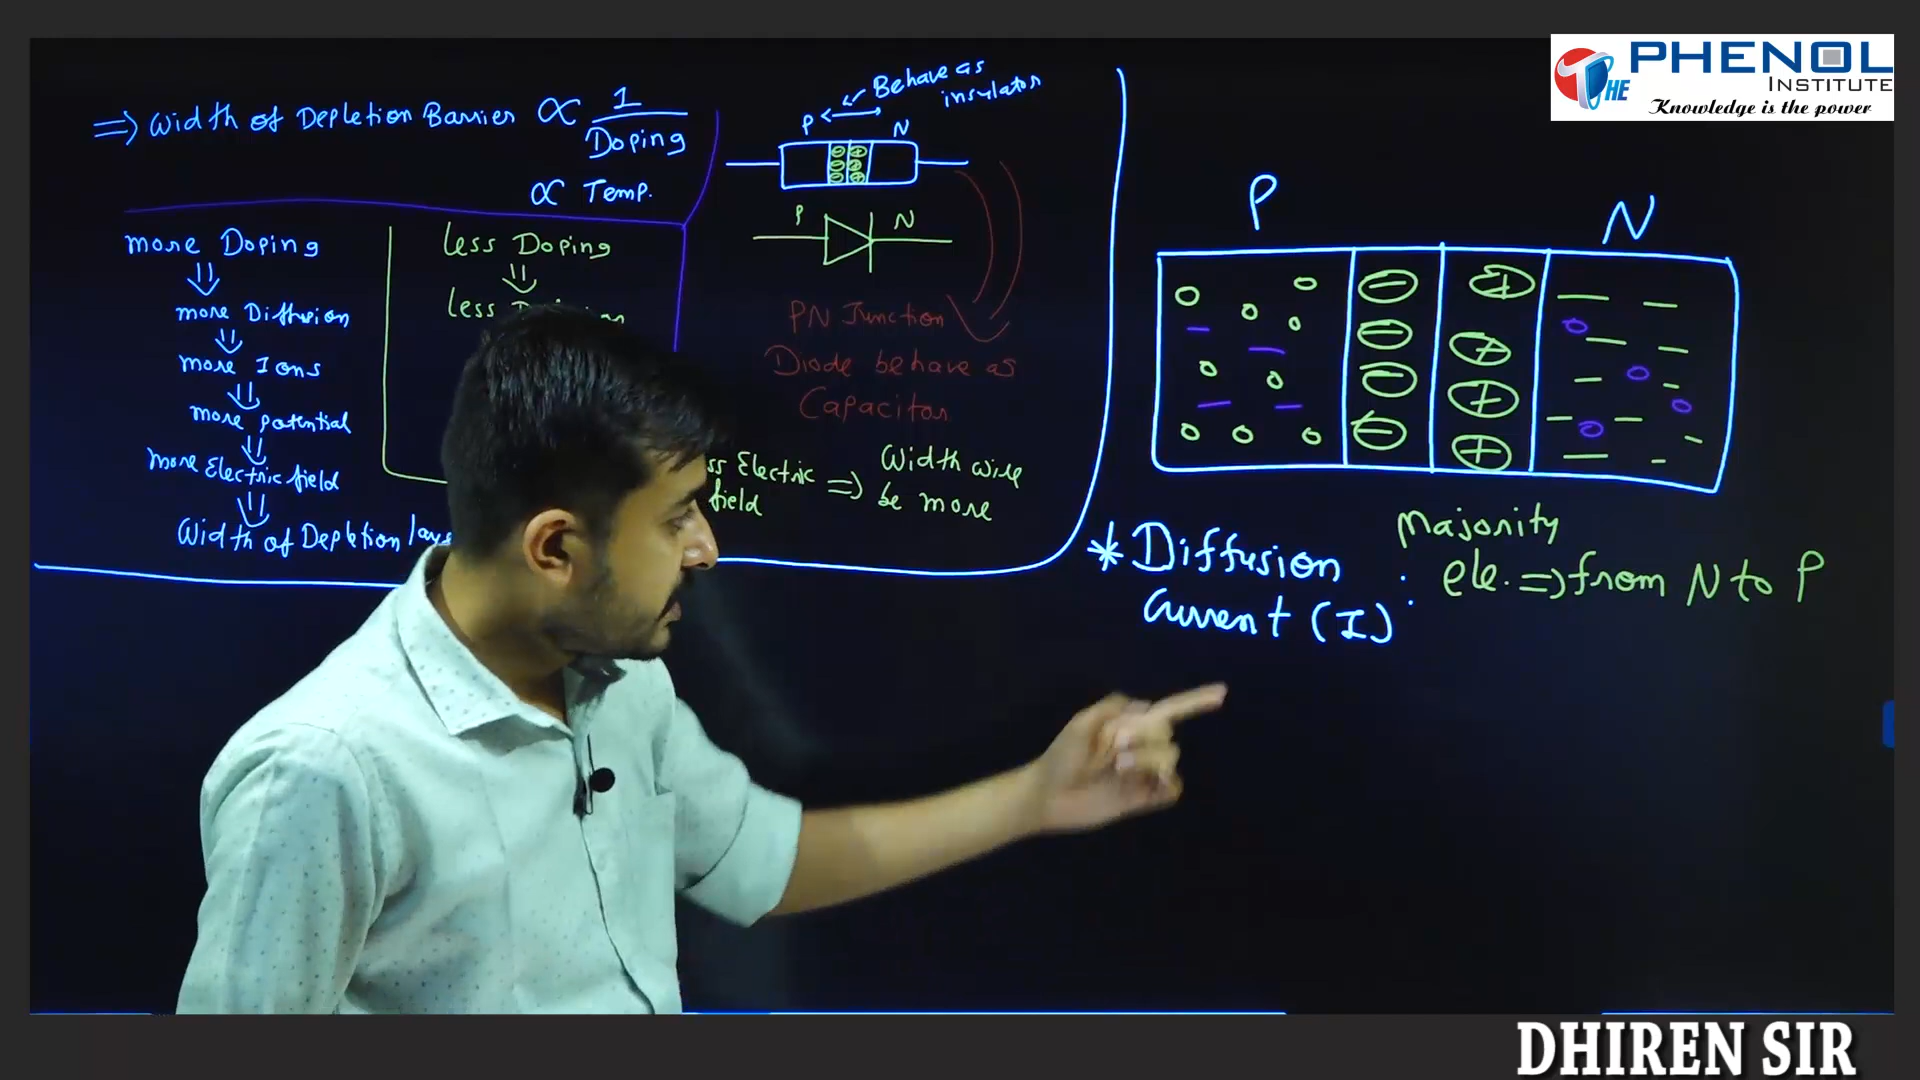 => Width of Depletion Barrier ∝ 1
Doping
∝ Temp.
more Doping
⇓
more Diffusion
⇓
more Ions
⇓
more potential
⇓
more Electric field
⇓
Width of Depletion
less Doping
⇓
less
Behave as
insulator
P N
- +
- +
- +
P N
PN Junction
Diode behave as
Capacitor
Electric => Width will
field be more
P N
- +
- +
- +
- +
* Diffusion
Current (I) :
Majority
ele. => from N to P
THE PHENOL
INSTITUTE
Knowledge is the power
DHIREN SIR